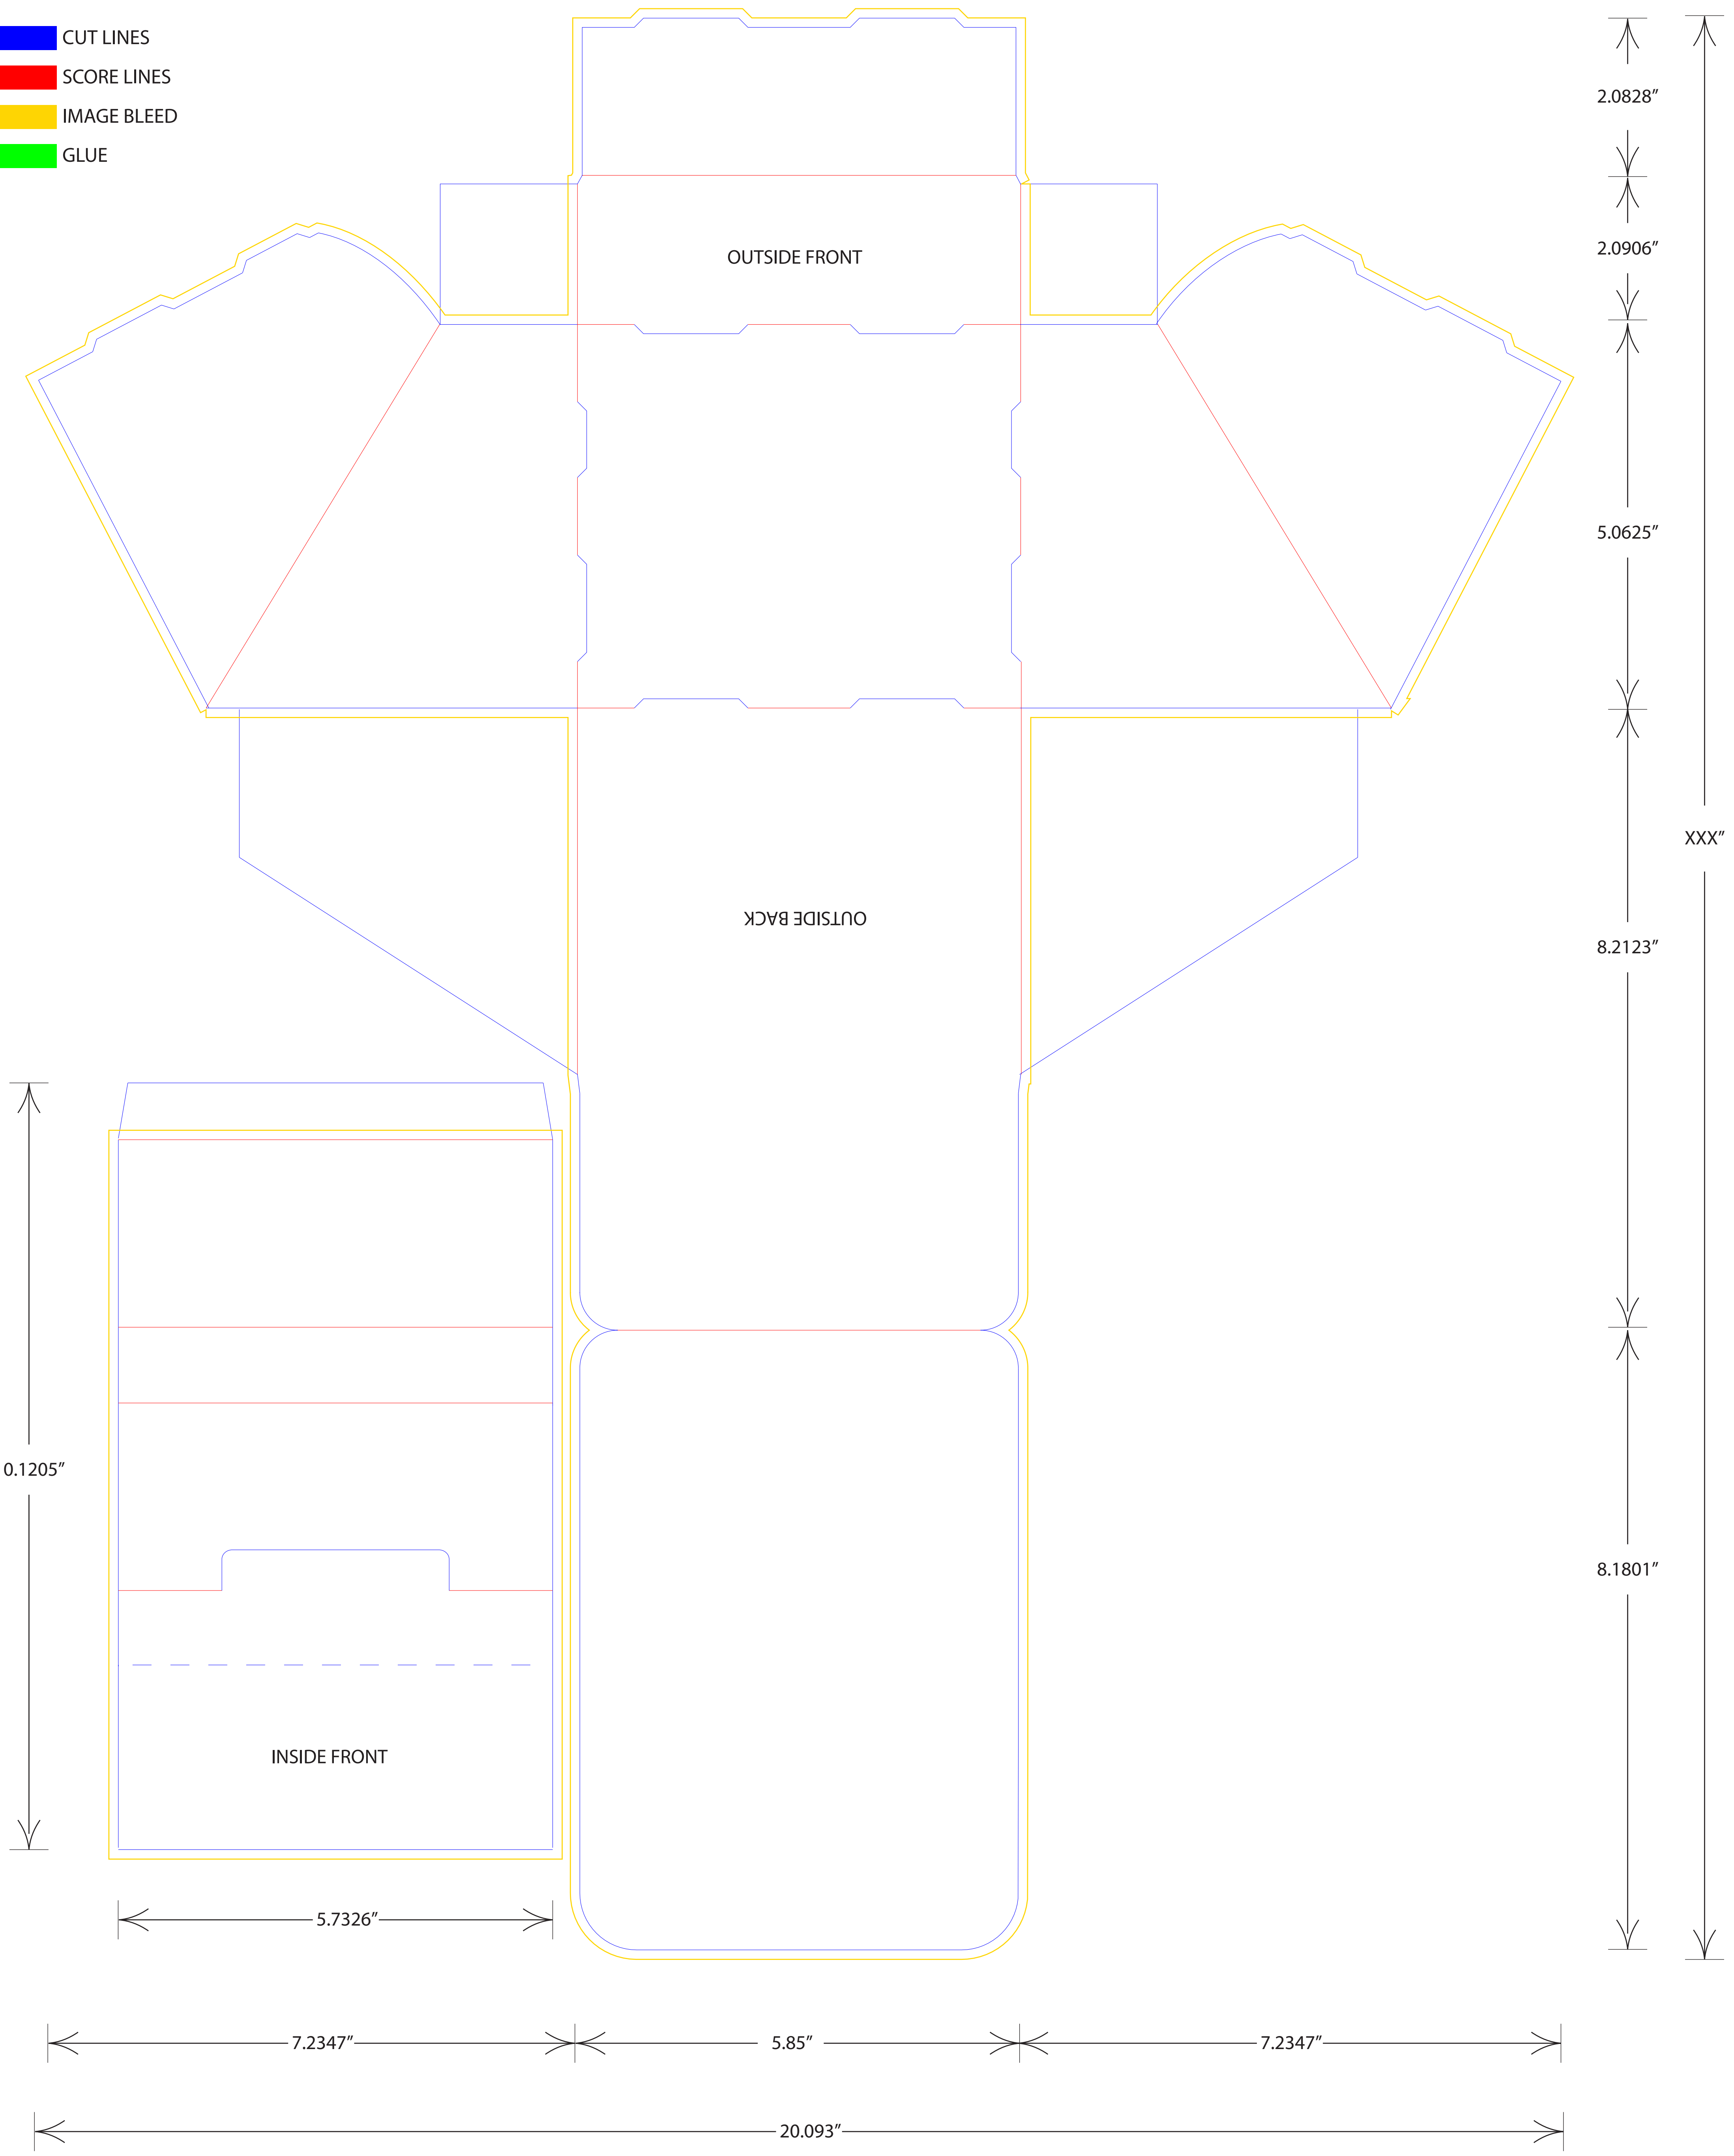 CUT LINES
SCORE LINES
IMAGE BLEED
GLUE
2.0828”
OUTSIDE FRONT
2.0906”
5.0625”
XXX”
OUTSIDE BACK
8.2123”
0.1205”
8.1801”
INSIDE FRONT
5.7326”
7.2347”
5.85”
7.2347”
20.093”